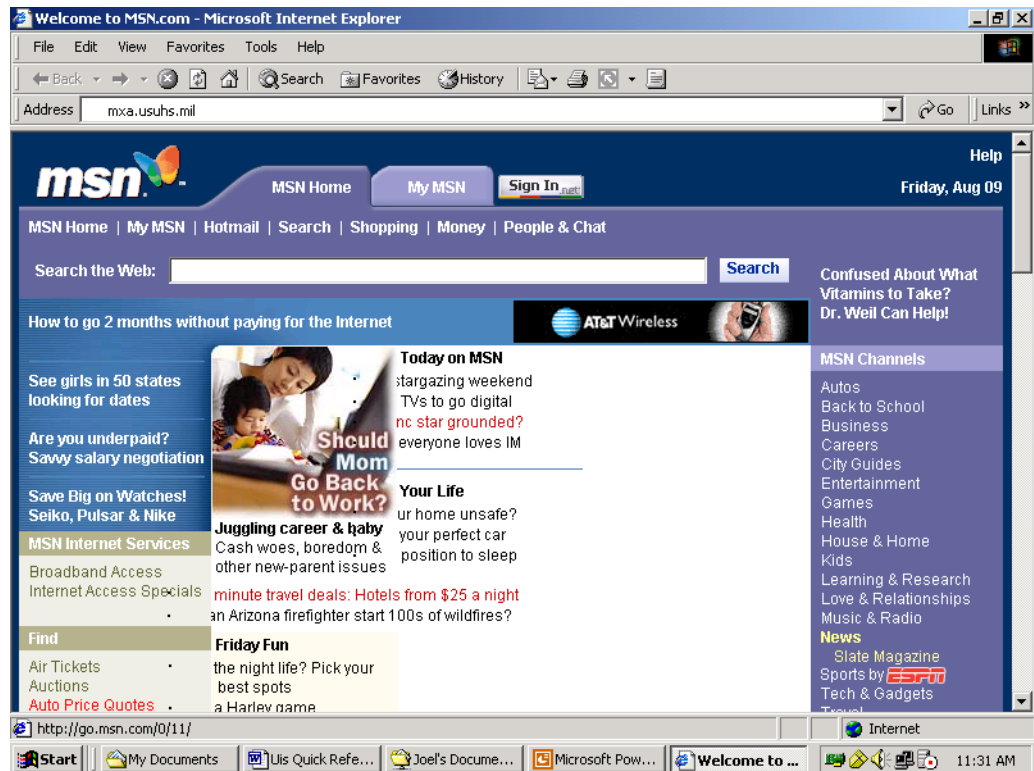 Welcome to MSN.com - Microsoft Internet Explorer
File Edit View Favorites Tools Help
Back Search Favorites History
Address mxa.usuhs.mil Go Links »
Help
msn MSN Home My MSN Sign In .net Friday, Aug 09
MSN Home | My MSN | Hotmail | Search | Shopping | Money | People & Chat
Search the Web: Search
Confused About What
Vitamins to Take?
Dr. Weil Can Help!
How to go 2 months without paying for the Internet
AT&T Wireless
See girls in 50 states
looking for dates
Are you underpaid?
Savvy salary negotiation
Save Big on Watches!
Seiko, Pulsar & Nike
MSN Internet Services
Broadband Access
Internet Access Specials
Find
Air Tickets
Auctions
Auto Price Quotes
Should
Mom
Go Back
to Work?
Juggling career & baby
Cash woes, boredom &
other new-parent issues
Today on MSN
stargazing weekend
TVs to go digital
nc star grounded?
everyone loves IM
Your Life
ur home unsafe?
your perfect car
position to sleep
minute travel deals: Hotels from $25 a night
an Arizona firefighter start 100s of wildfires?
Friday Fun
the night life? Pick your
best spots
a Harley game
MSN Channels
Autos
Back to School
Business
Careers
City Guides
Entertainment
Games
Health
House & Home
Kids
Learning & Research
Love & Relationships
Music & Radio
News
Slate Magazine
Sports by ESPN
Tech & Gadgets
Travel
http://go.msn.com/0/11/ Internet
Start My Documents Uis Quick Refe... Joel's Docume... Microsoft Pow... Welcome to ... 11:31 AM